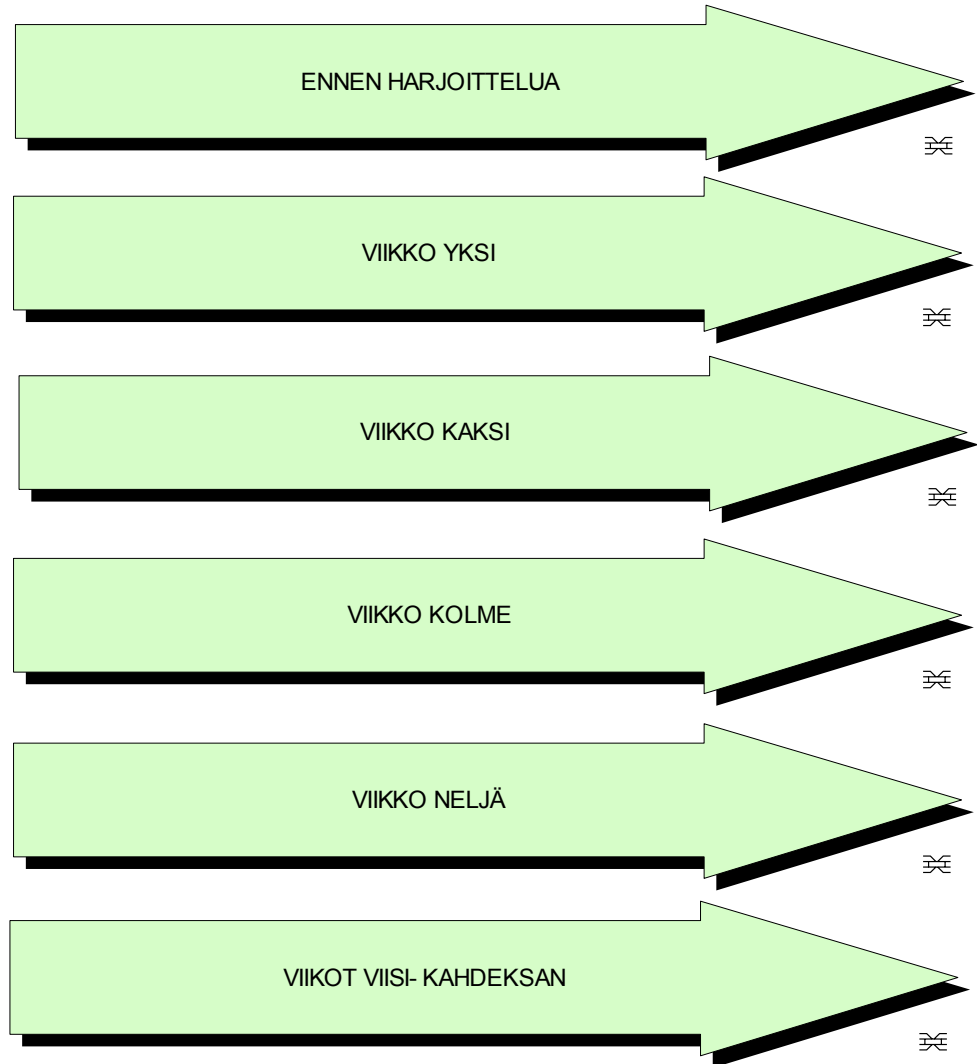 ENNEN HARJOITTELUA
VIIKKO YKSI
VIIKKO KAKSI
VIIKKO KOLME
VIIKKO NELJÄ
VIIKOT VIISI- KAHDEKSAN